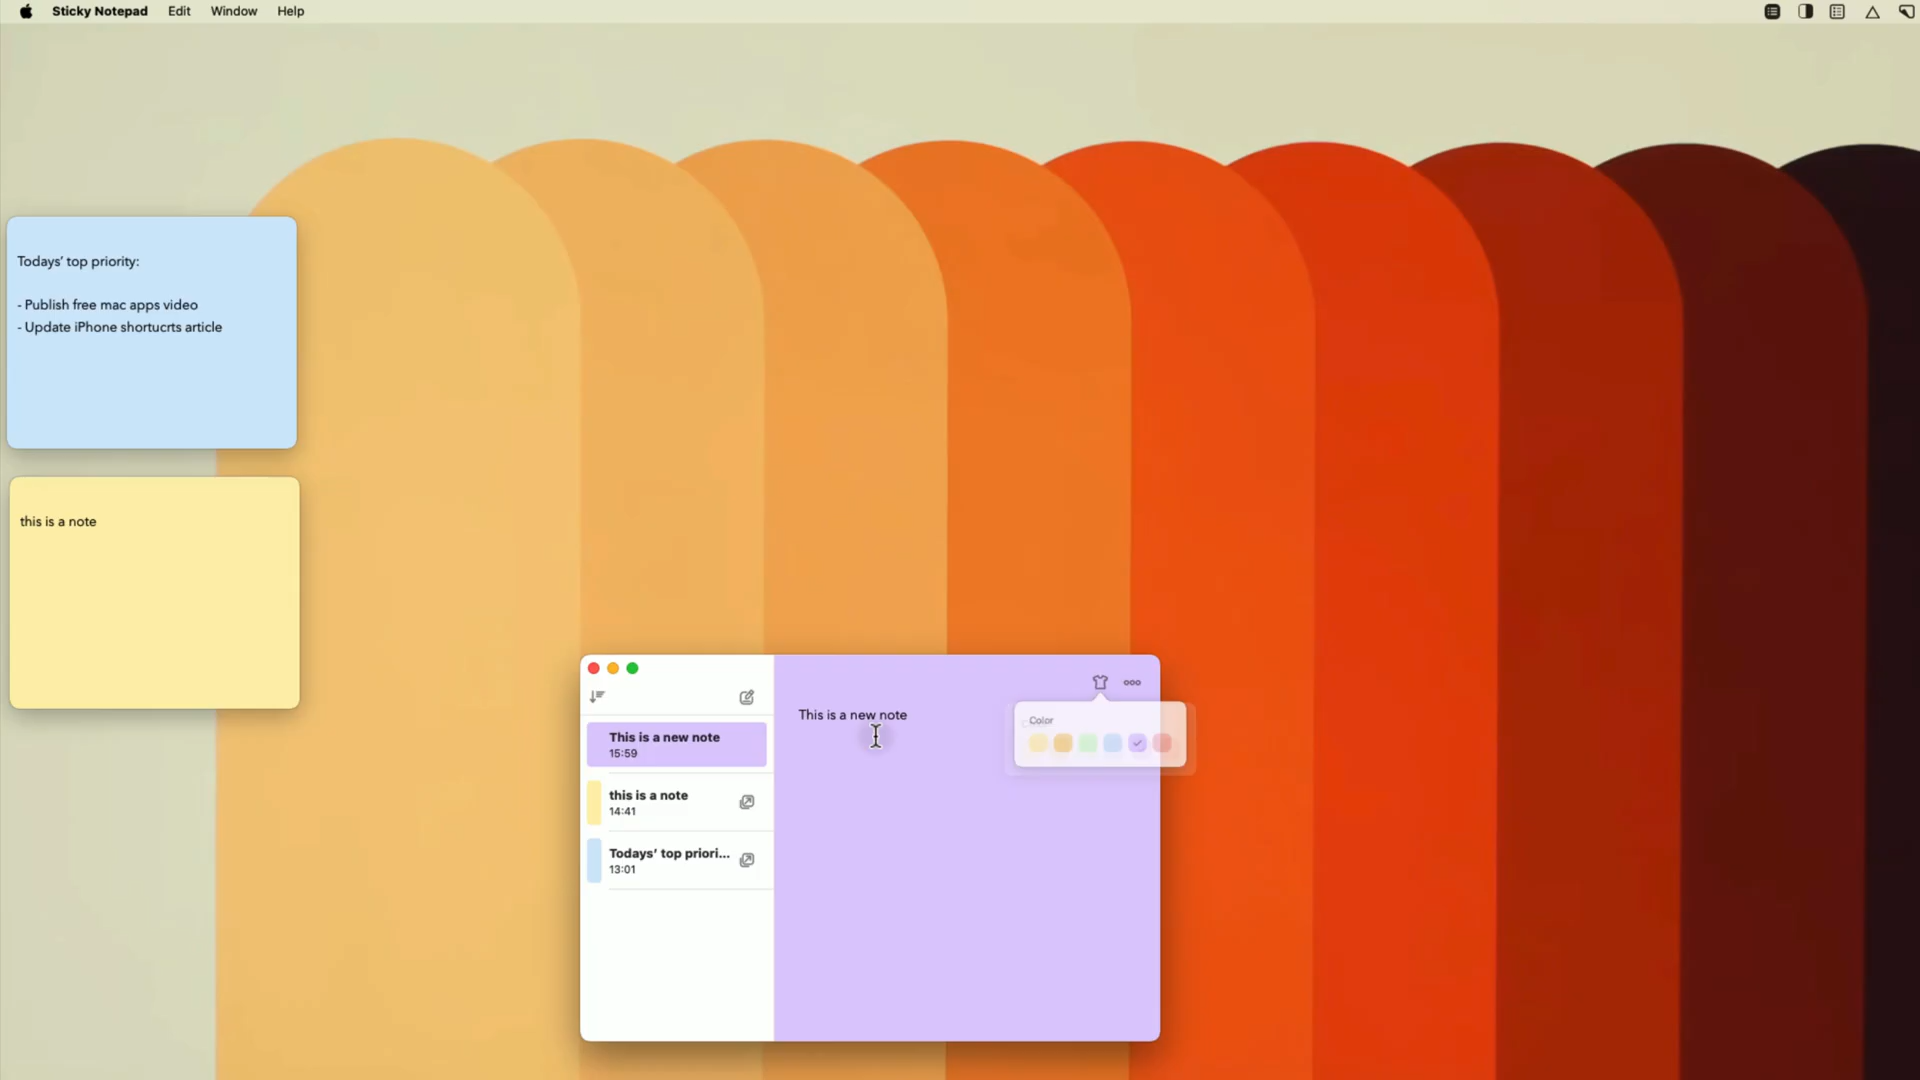 Sticky Notepad Edit Window Help
Todays’ top priority:
- Publish free mac apps video
- Update iPhone shortucrts article
this is a note
This is a new note
15:59
this is a note
14:41
Todays’ top priori...
13:01
This is a new note
Color